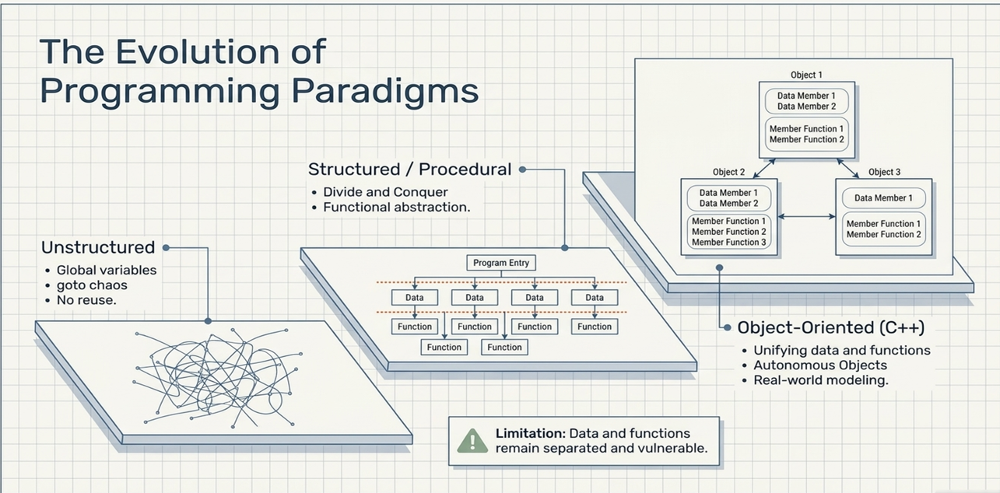 The Evolution of
Programming Paradigms
Unstructured
• Global variables
• goto chaos
• No reuse.
Structured / Procedural
• Divide and Conquer
• Functional abstraction.
Program Entry
Data
Data
Data
Data
Function
Function
Function
Function
Function
Function
Limitation: Data and functions
remain separated and vulnerable.
Object 1
Data Member 1
Data Member 2
Member Function 1
Member Function 2
Object 2
Data Member 1
Data Member 2
Member Function 1
Member Function 2
Member Function 3
Object 3
Data Member 1
Member Function 1
Member Function 2
Object-Oriented (C++)
• Unifying data and functions
• Autonomous Objects
• Real-world modeling.